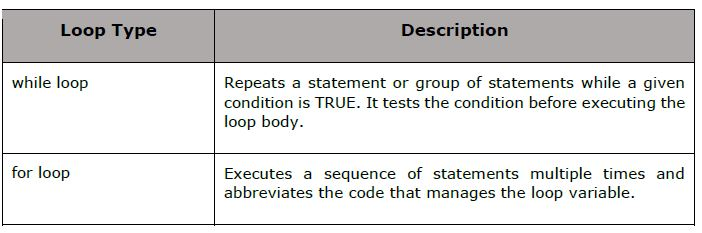 Loop Type Description
while loop Repeats a statement or group of statements while a given
condition is TRUE. It tests the condition before executing the
loop body.
for loop Executes a sequence of statements multiple times and
abbreviates the code that manages the loop variable.